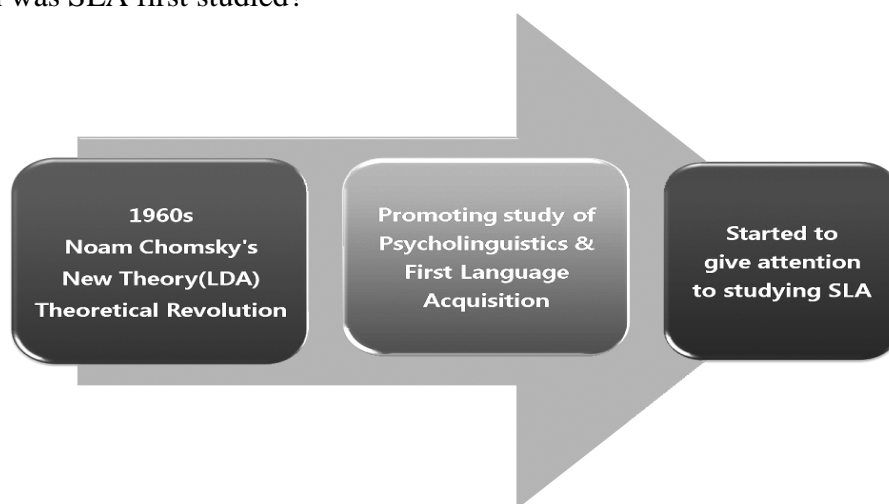 was SLA first studied?
1960s
Noam Chomsky's
New Theory(LDA)
Theoretical Revolution
Promoting study of
Psycholinguistics &
First Language
Acquisition
Started to
give attention
to studying SLA